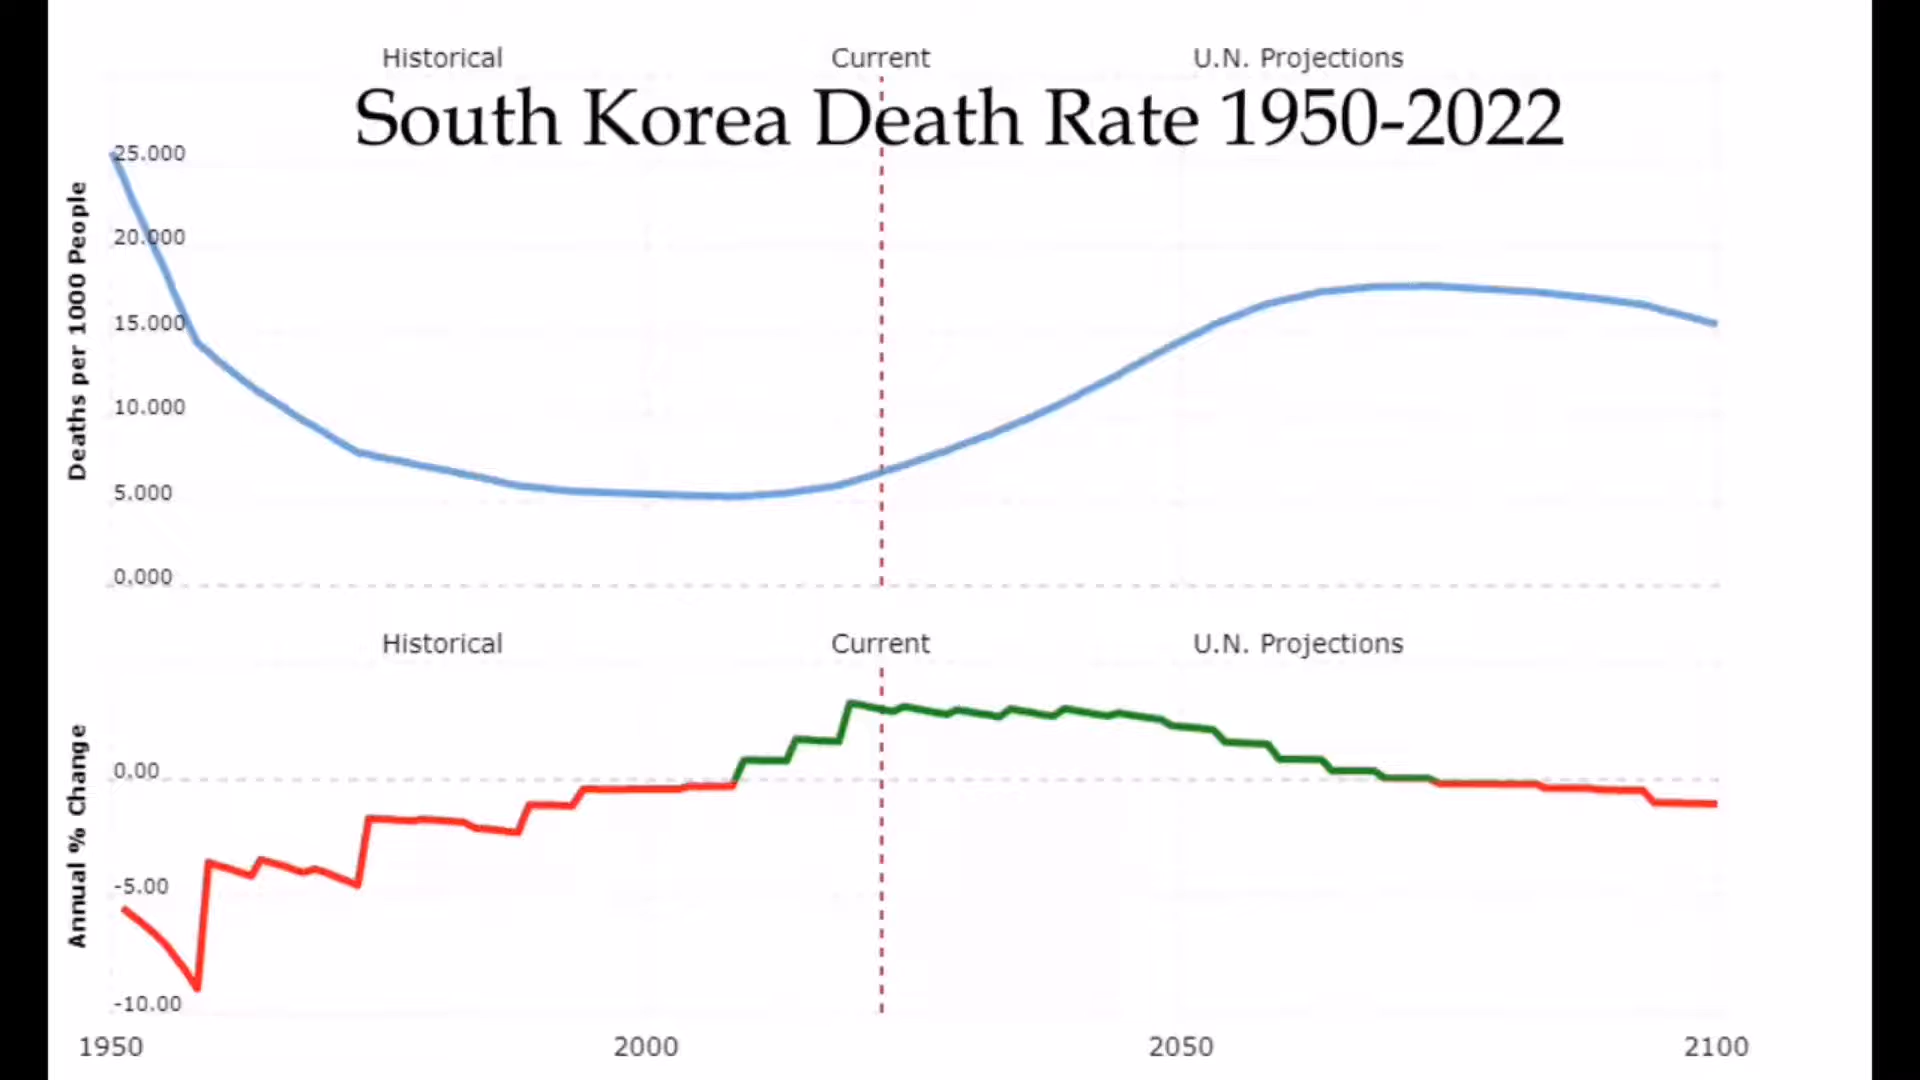 Historical Current U.N. Projections
South Korea Death Rate 1950-2022
Deaths per 1000 People
25.000
20.000
15.000
10.000
5.000
0.000
Historical Current U.N. Projections
Annual % Change
0.00
-5.00
-10.00
1950 2000 2050 2100